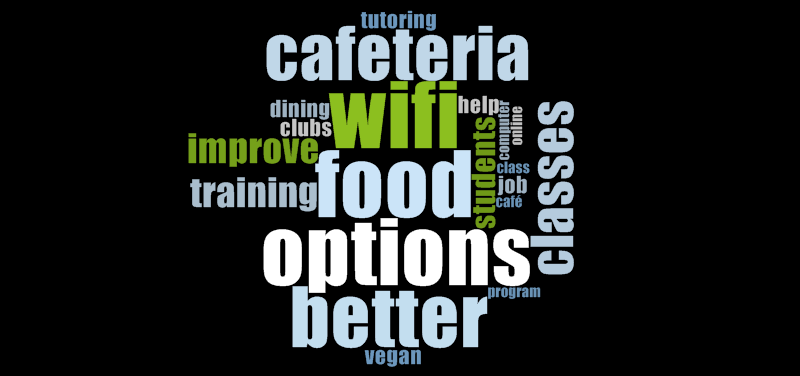 tutoring
cafeteria
wifi
help
dining
clubs
improve
students
computer
online
class
classes
training
food
job
café
options
program
better
vegan